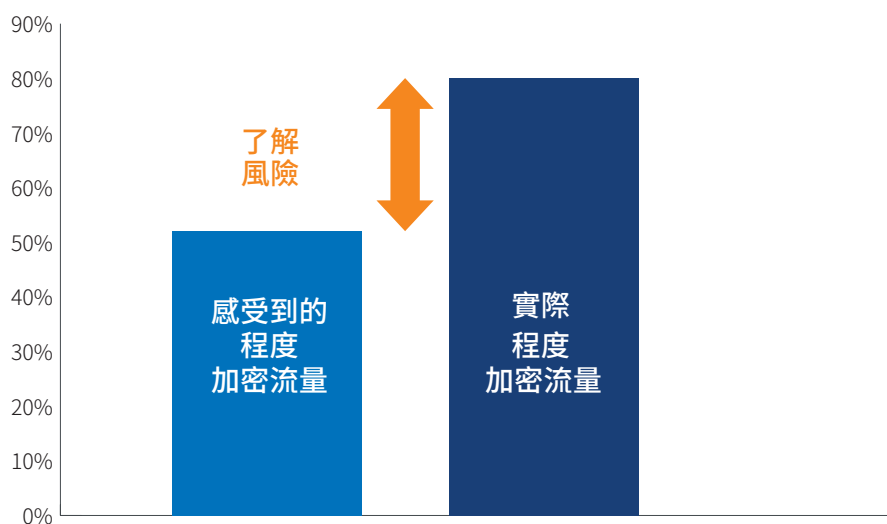 90%
80%
70%
60%
50%
40%
30%
20%
10%
0%
了解
風險
感受到的
程度
加密流量
實際
程度
加密流量